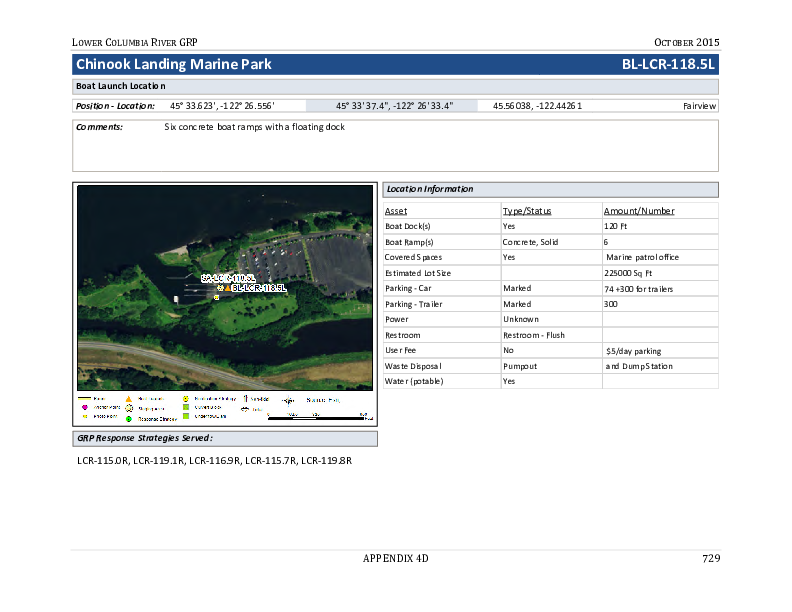 LOWER COLUMBIA RIVER GRP OCTOBER 2015
Chinook Landing Marine Park BL-LCR-118.5L
Boat Launch Location
Position - Location: 45° 33.623', -122° 26.556' 45° 33' 37.4", -122° 26' 33.4" 45.56038, -122.44261 Fairview
Comments: Six concrete boat ramps with a floating dock
Location Information
Asset Type/Status Amount/Number
Boat Dock(s) Yes 120 Ft
Boat Ramp(s) Concrete, Solid 6
Covered Spaces Yes Marine patrol office
Estimated Lot Size 225000 Sq Ft
Parking - Car Marked 74 +300 for trailers
Parking - Trailer Marked 300
Power Unknown
Restroom Restroom - Flush
User Fee No $5/day parking
Waste Disposal Pumpout and Dump Station
Water (potable) Yes
BL-LCR-118.5L
GRP Response Strategies Served:
LCR-115.0R, LCR-119.1R, LCR-116.9R, LCR-115.7R, LCR-119.8R
APPENDIX 4D 729